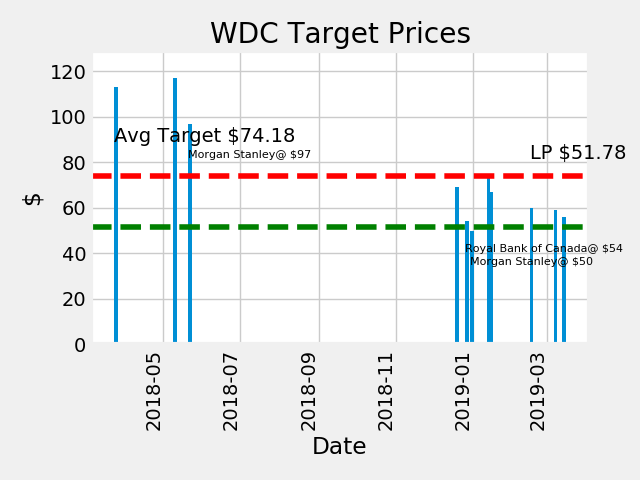 WDC Target Prices
120
100
80
60
40
20
0
$
Avg Target $74.18
Morgan Stanley@ $97
LP $51.78
Royal Bank of Canada@ $54
Morgan Stanley@ $50
2018-05
2018-07
2018-09
2018-11
2019-01
2019-03
Date